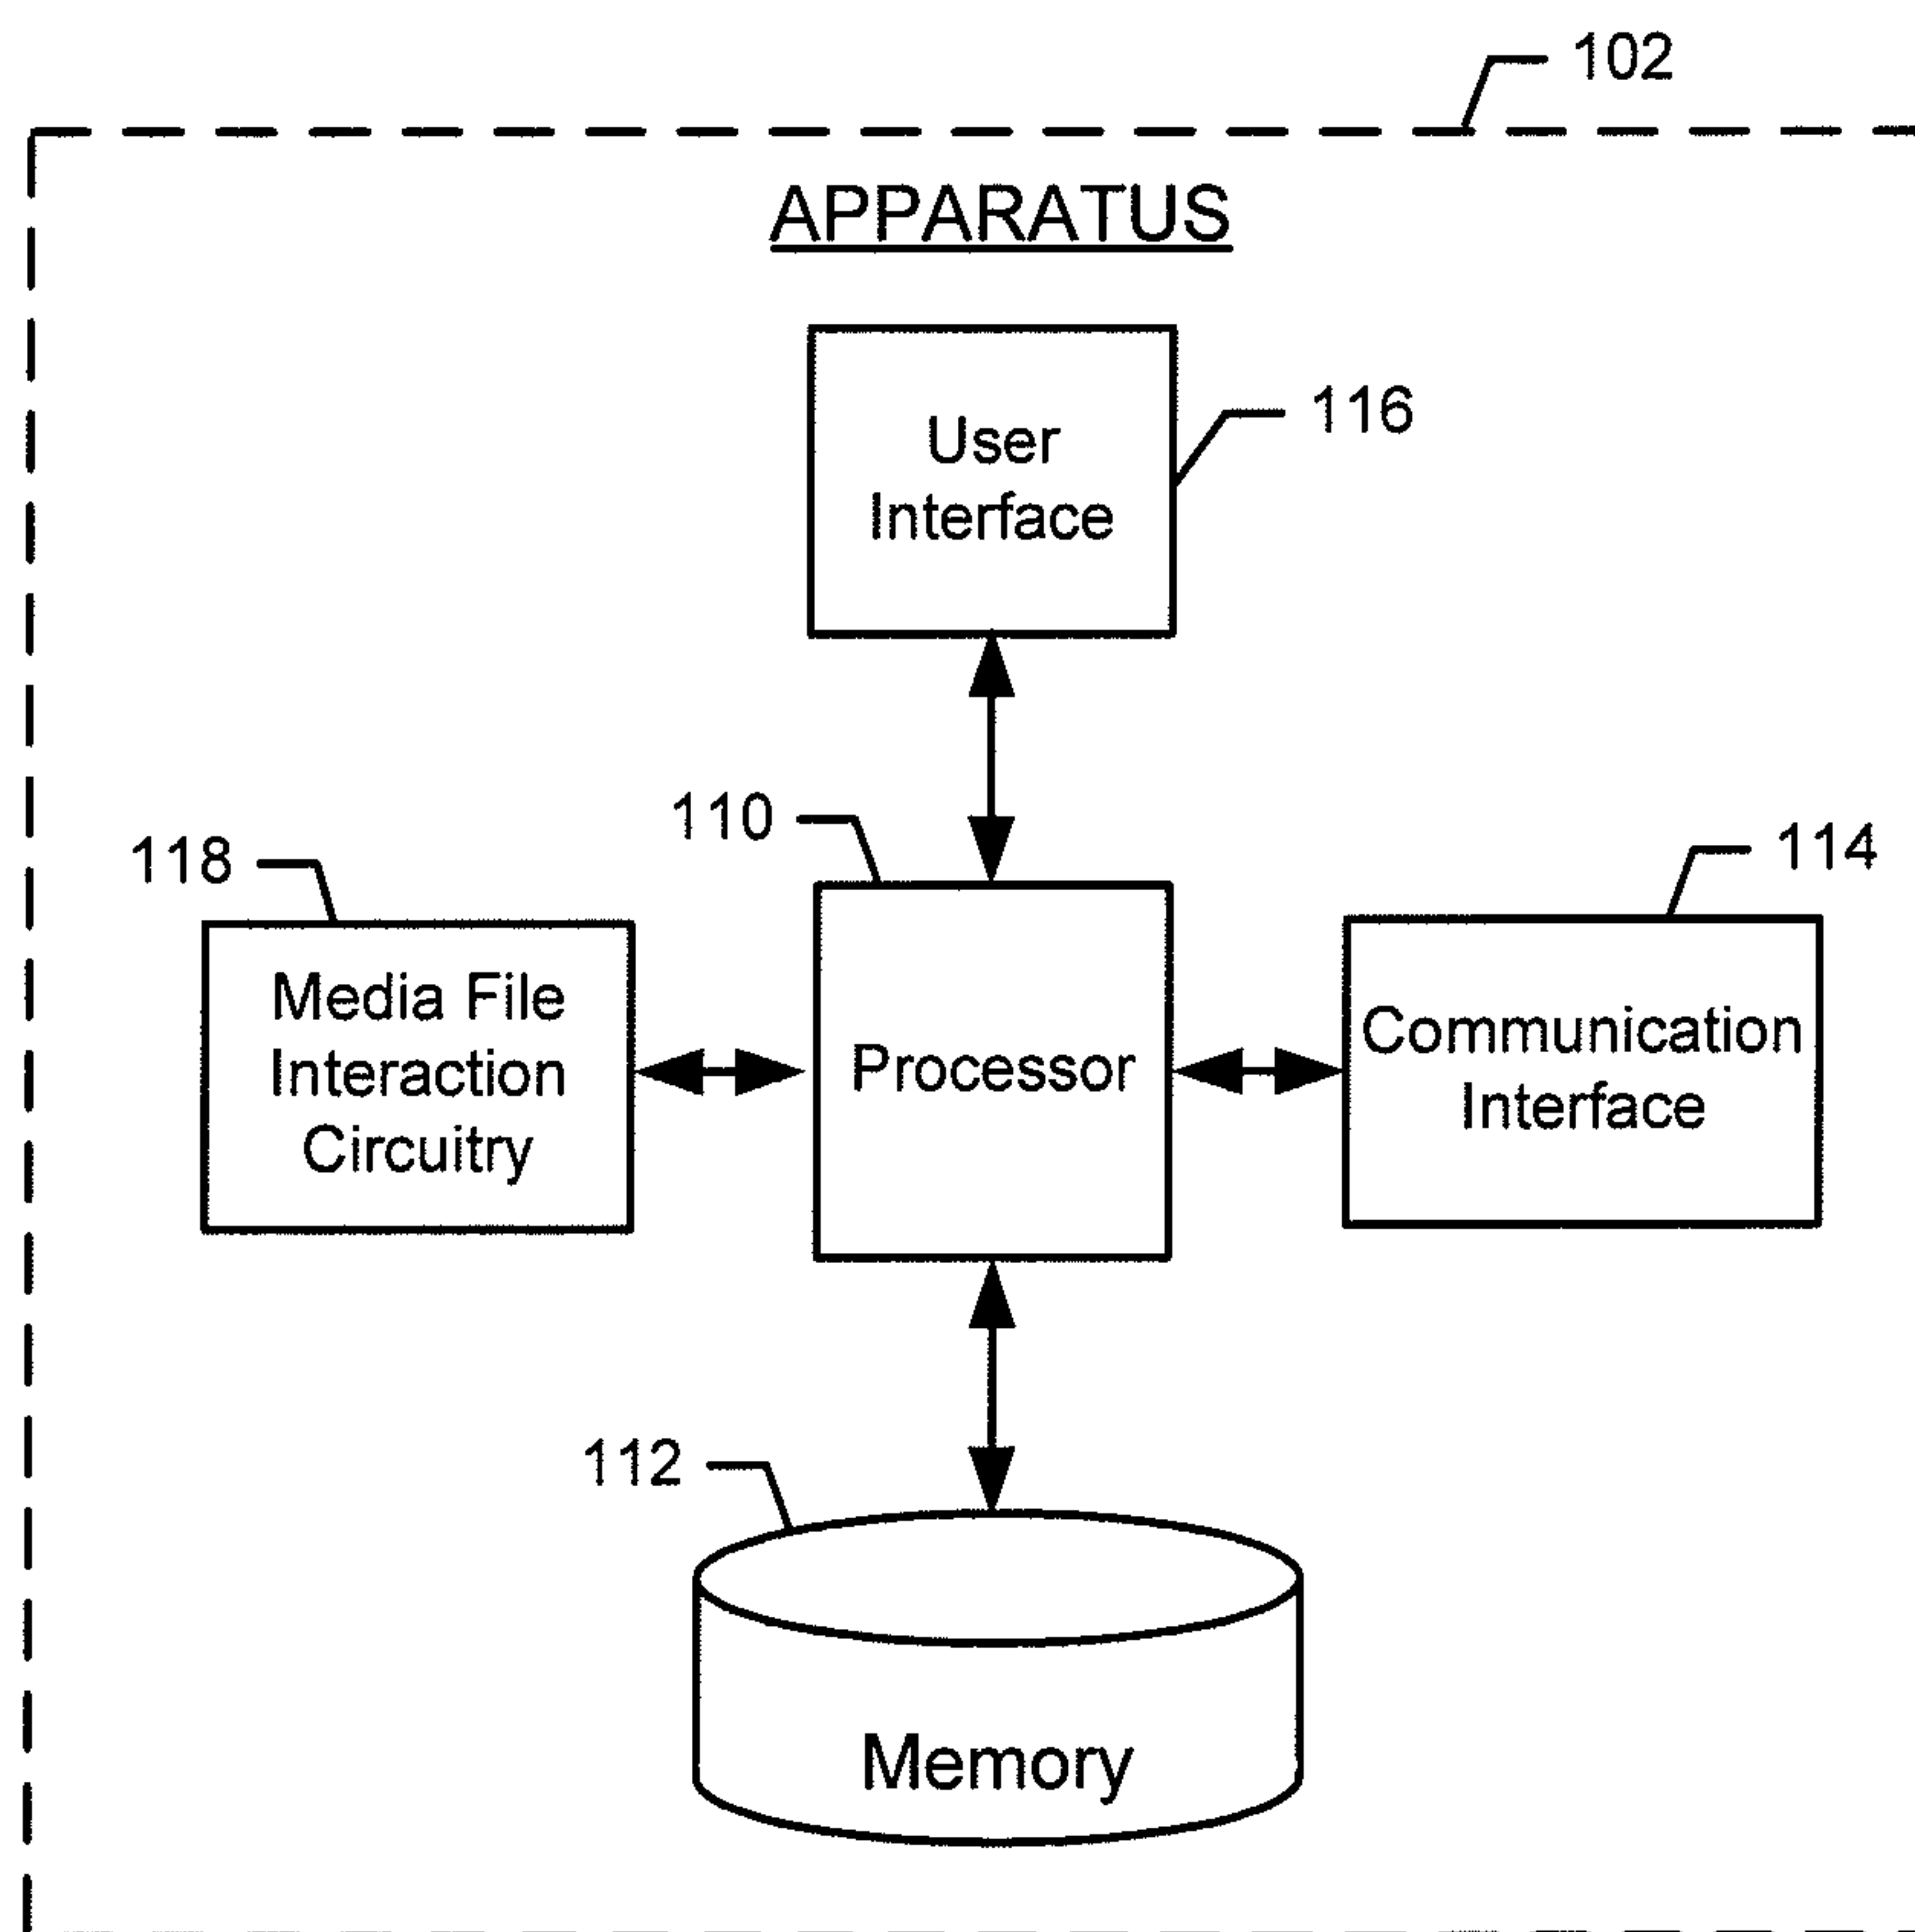 102
APPARATUS
User
Interface
116
110
118
114
Media File
Interaction
Circuitry
Processor
Communication
Interface
112
Memory